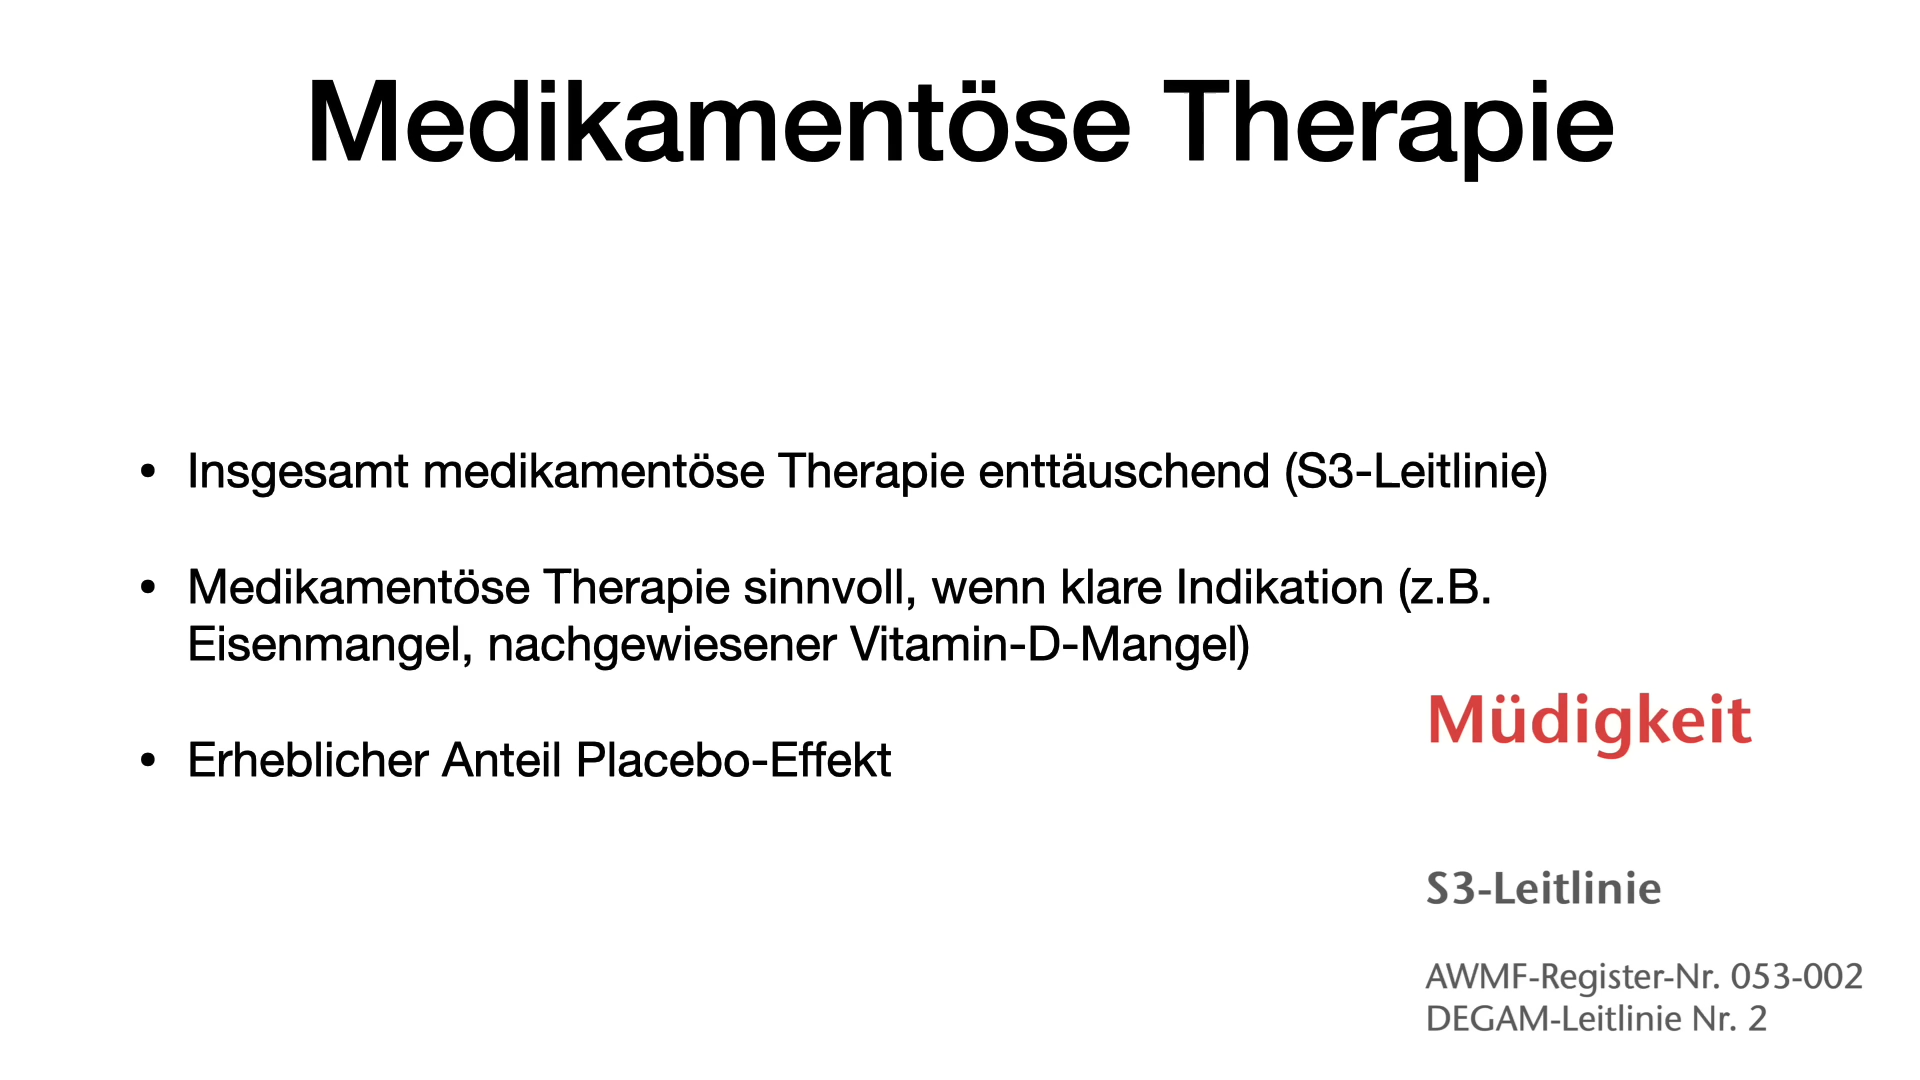 Medikamentöse Therapie
• Insgesamt medikamentöse Therapie enttäuschend (S3-Leitlinie)
• Medikamentöse Therapie sinnvoll, wenn klare Indikation (z.B.
Eisenmangel, nachgewiesener Vitamin-D-Mangel)
• Erheblicher Anteil Placebo-Effekt
Müdigkeit
S3-Leitlinie
AWMF-Register-Nr. 053-002
DEGAM-Leitlinie Nr. 2